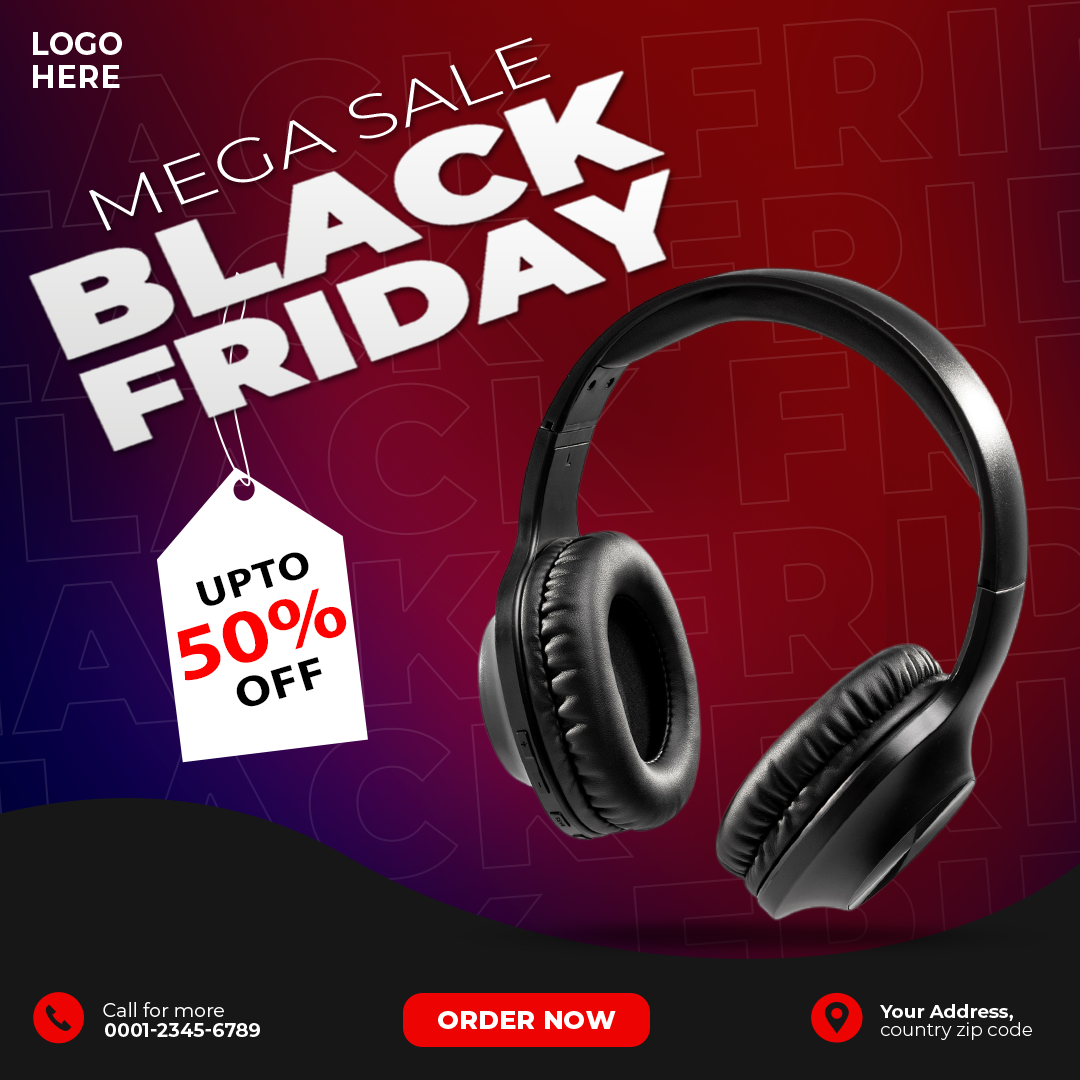 LOGO
HERE
MEGA SALE
BLACK
FRIDAY
UPTO
50%
OFF
L
Call for more
0001-2345-6789
ORDER NOW
Your Address,
country zip code